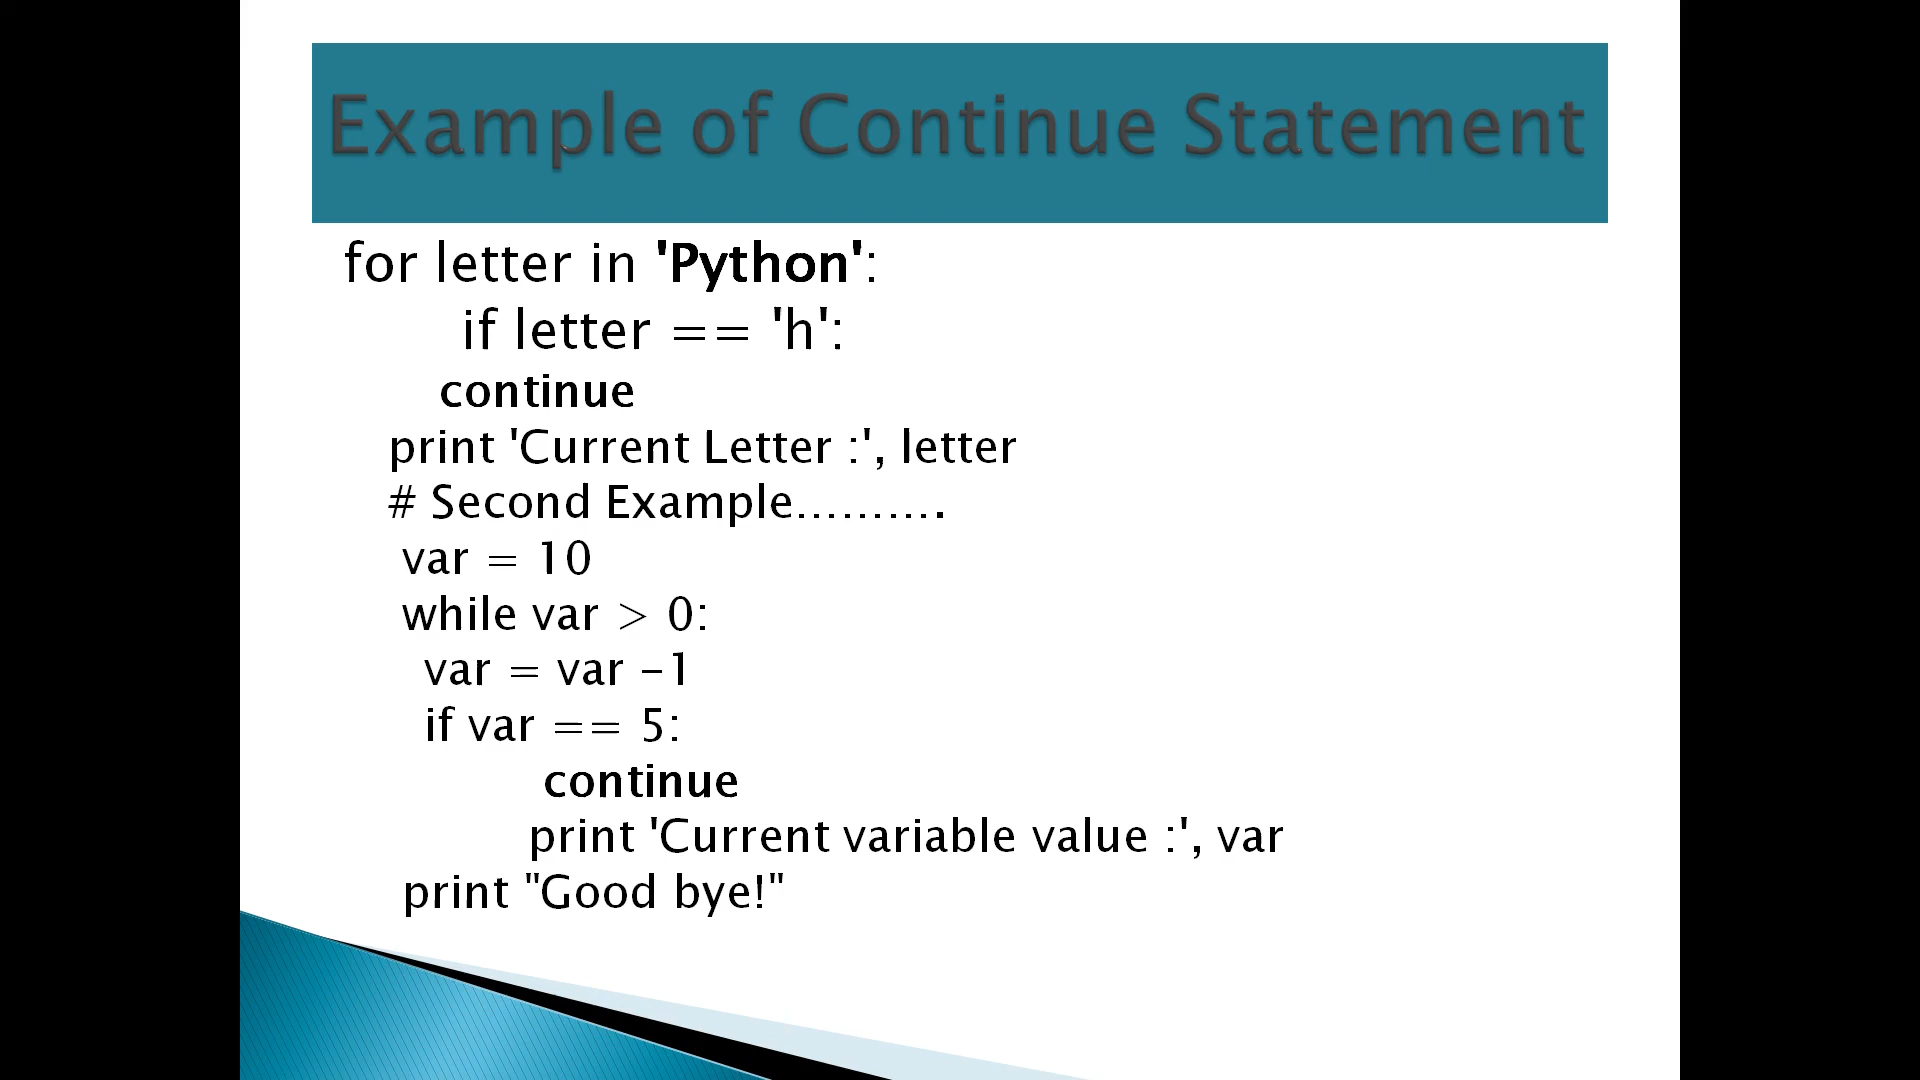 Example of Continue Statement
for letter in 'Python':
if letter == 'h':
continue
print 'Current Letter :', letter
# Second Example..........
var = 10
while var > 0:
var = var -1
if var == 5:
continue
print 'Current variable value :', var
print "Good bye!"